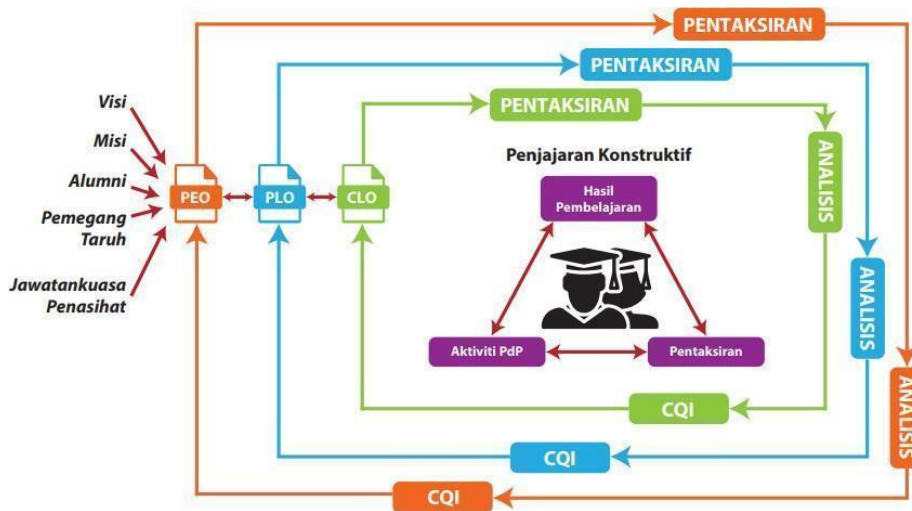 PENTAKSIRAN
PENTAKSIRAN
PENTAKSIRAN
Visi
Misi
Alumni
Pemegang
Taruh
Jawatankuasa
Penasihat
PEO
PLO
CLO
Penjajaran Konstruktif
Hasil
Pembelajaran
Aktiviti PdP
Pentaksiran
ANALISIS
ANALISIS
ANALISIS
CQI
CQI
CQI